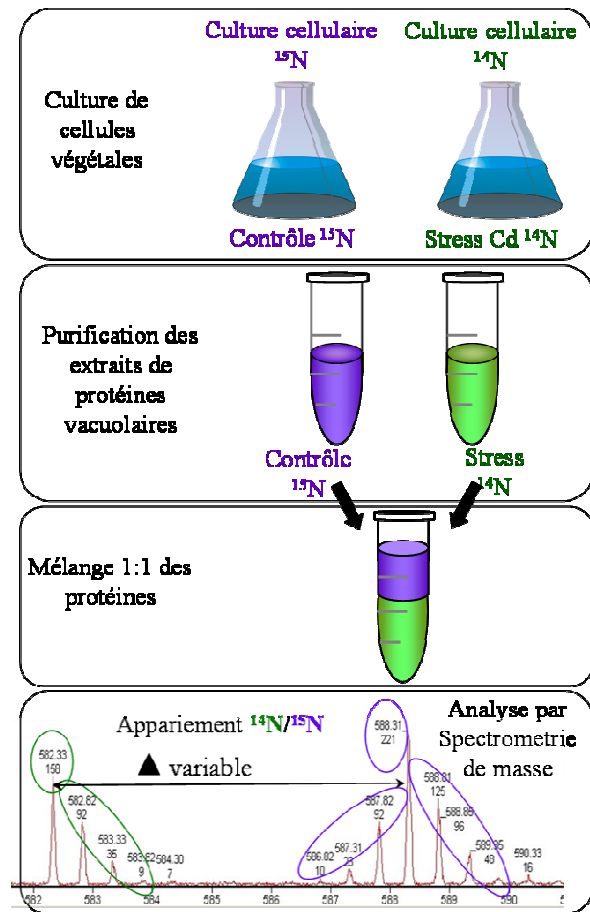 Culture cellulaire
¹⁵N
Culture cellulaire
¹⁴N
Culture de
cellules
végétales
Contrôle ¹⁵N
Stress Cd ¹⁴N
Purification des
extraits de
protéines
vacuolaires
Contrôle
¹⁵N
Stress
¹⁴N
Mélange 1:1 des
protéines
Appariement ¹⁴N/¹⁵N
▲ variable
Analyse par
Spectrometrie
de masse
582.33
158
582.82
92
583.33
35
583.82
9
584.30
7
586.82
10
587.31
23
587.82
92
588.31
221
588.81
125
588.85
96
589.35
48
590.33
16
582 583 584 585 586 587 588 589 590